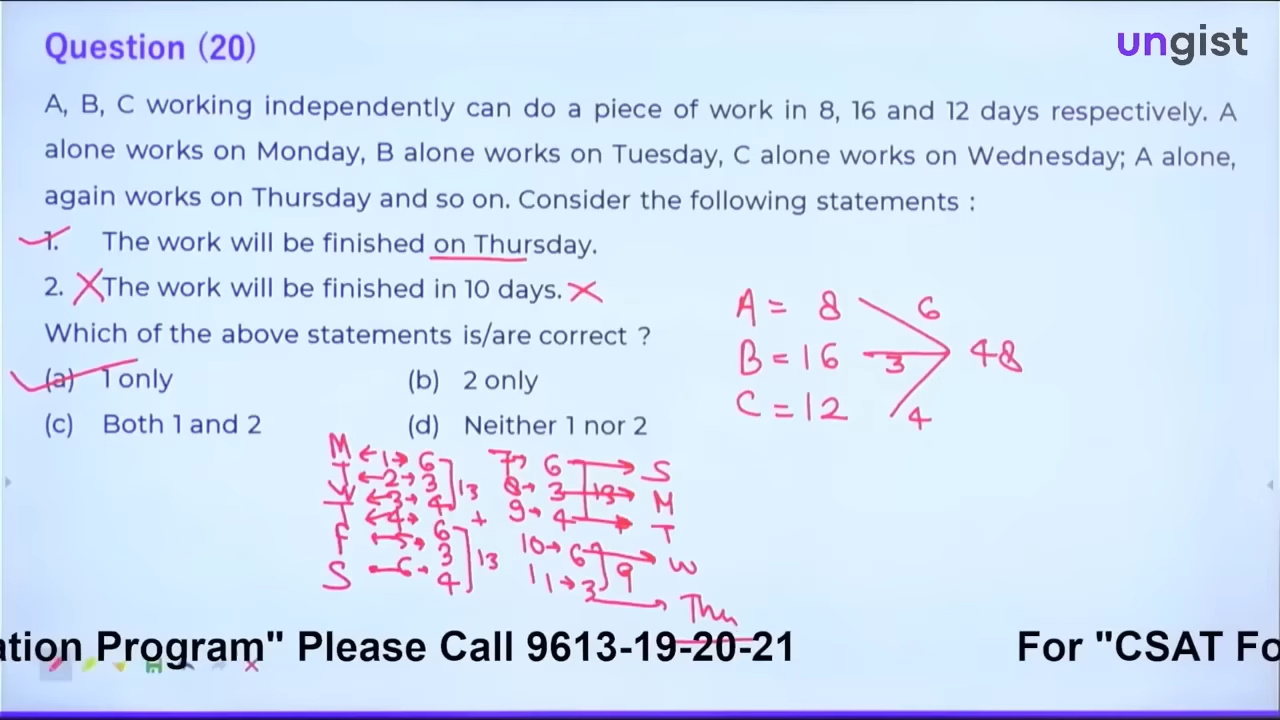 Question (20)
ungist
A, B, C working independently can do a piece of work in 8, 16 and 12 days respectively. A
alone works on Monday, B alone works on Tuesday, C alone works on Wednesday; A alone,
again works on Thursday and so on. Consider the following statements :
1. The work will be finished on Thursday.
2. The work will be finished in 10 days.
Which of the above statements is/are correct ?
(a) 1 only (b) 2 only
(c) Both 1 and 2 (d) Neither 1 nor 2
A = 8 6
B = 16 3 48
C = 12 4
M ← 1 → 6
T ← 2 → 3
W ← 3 → 4 13
T ← 4 → 6
F ← 5 → 3
S ← 6 → 4 13
+
7 → 6 → S
8 → 3 13 → M
9 → 4 → T
10 → 6 → W
11 → 3 9 → Thu
ation Program" Please Call 9613-19-20-21 For "CSAT Fo